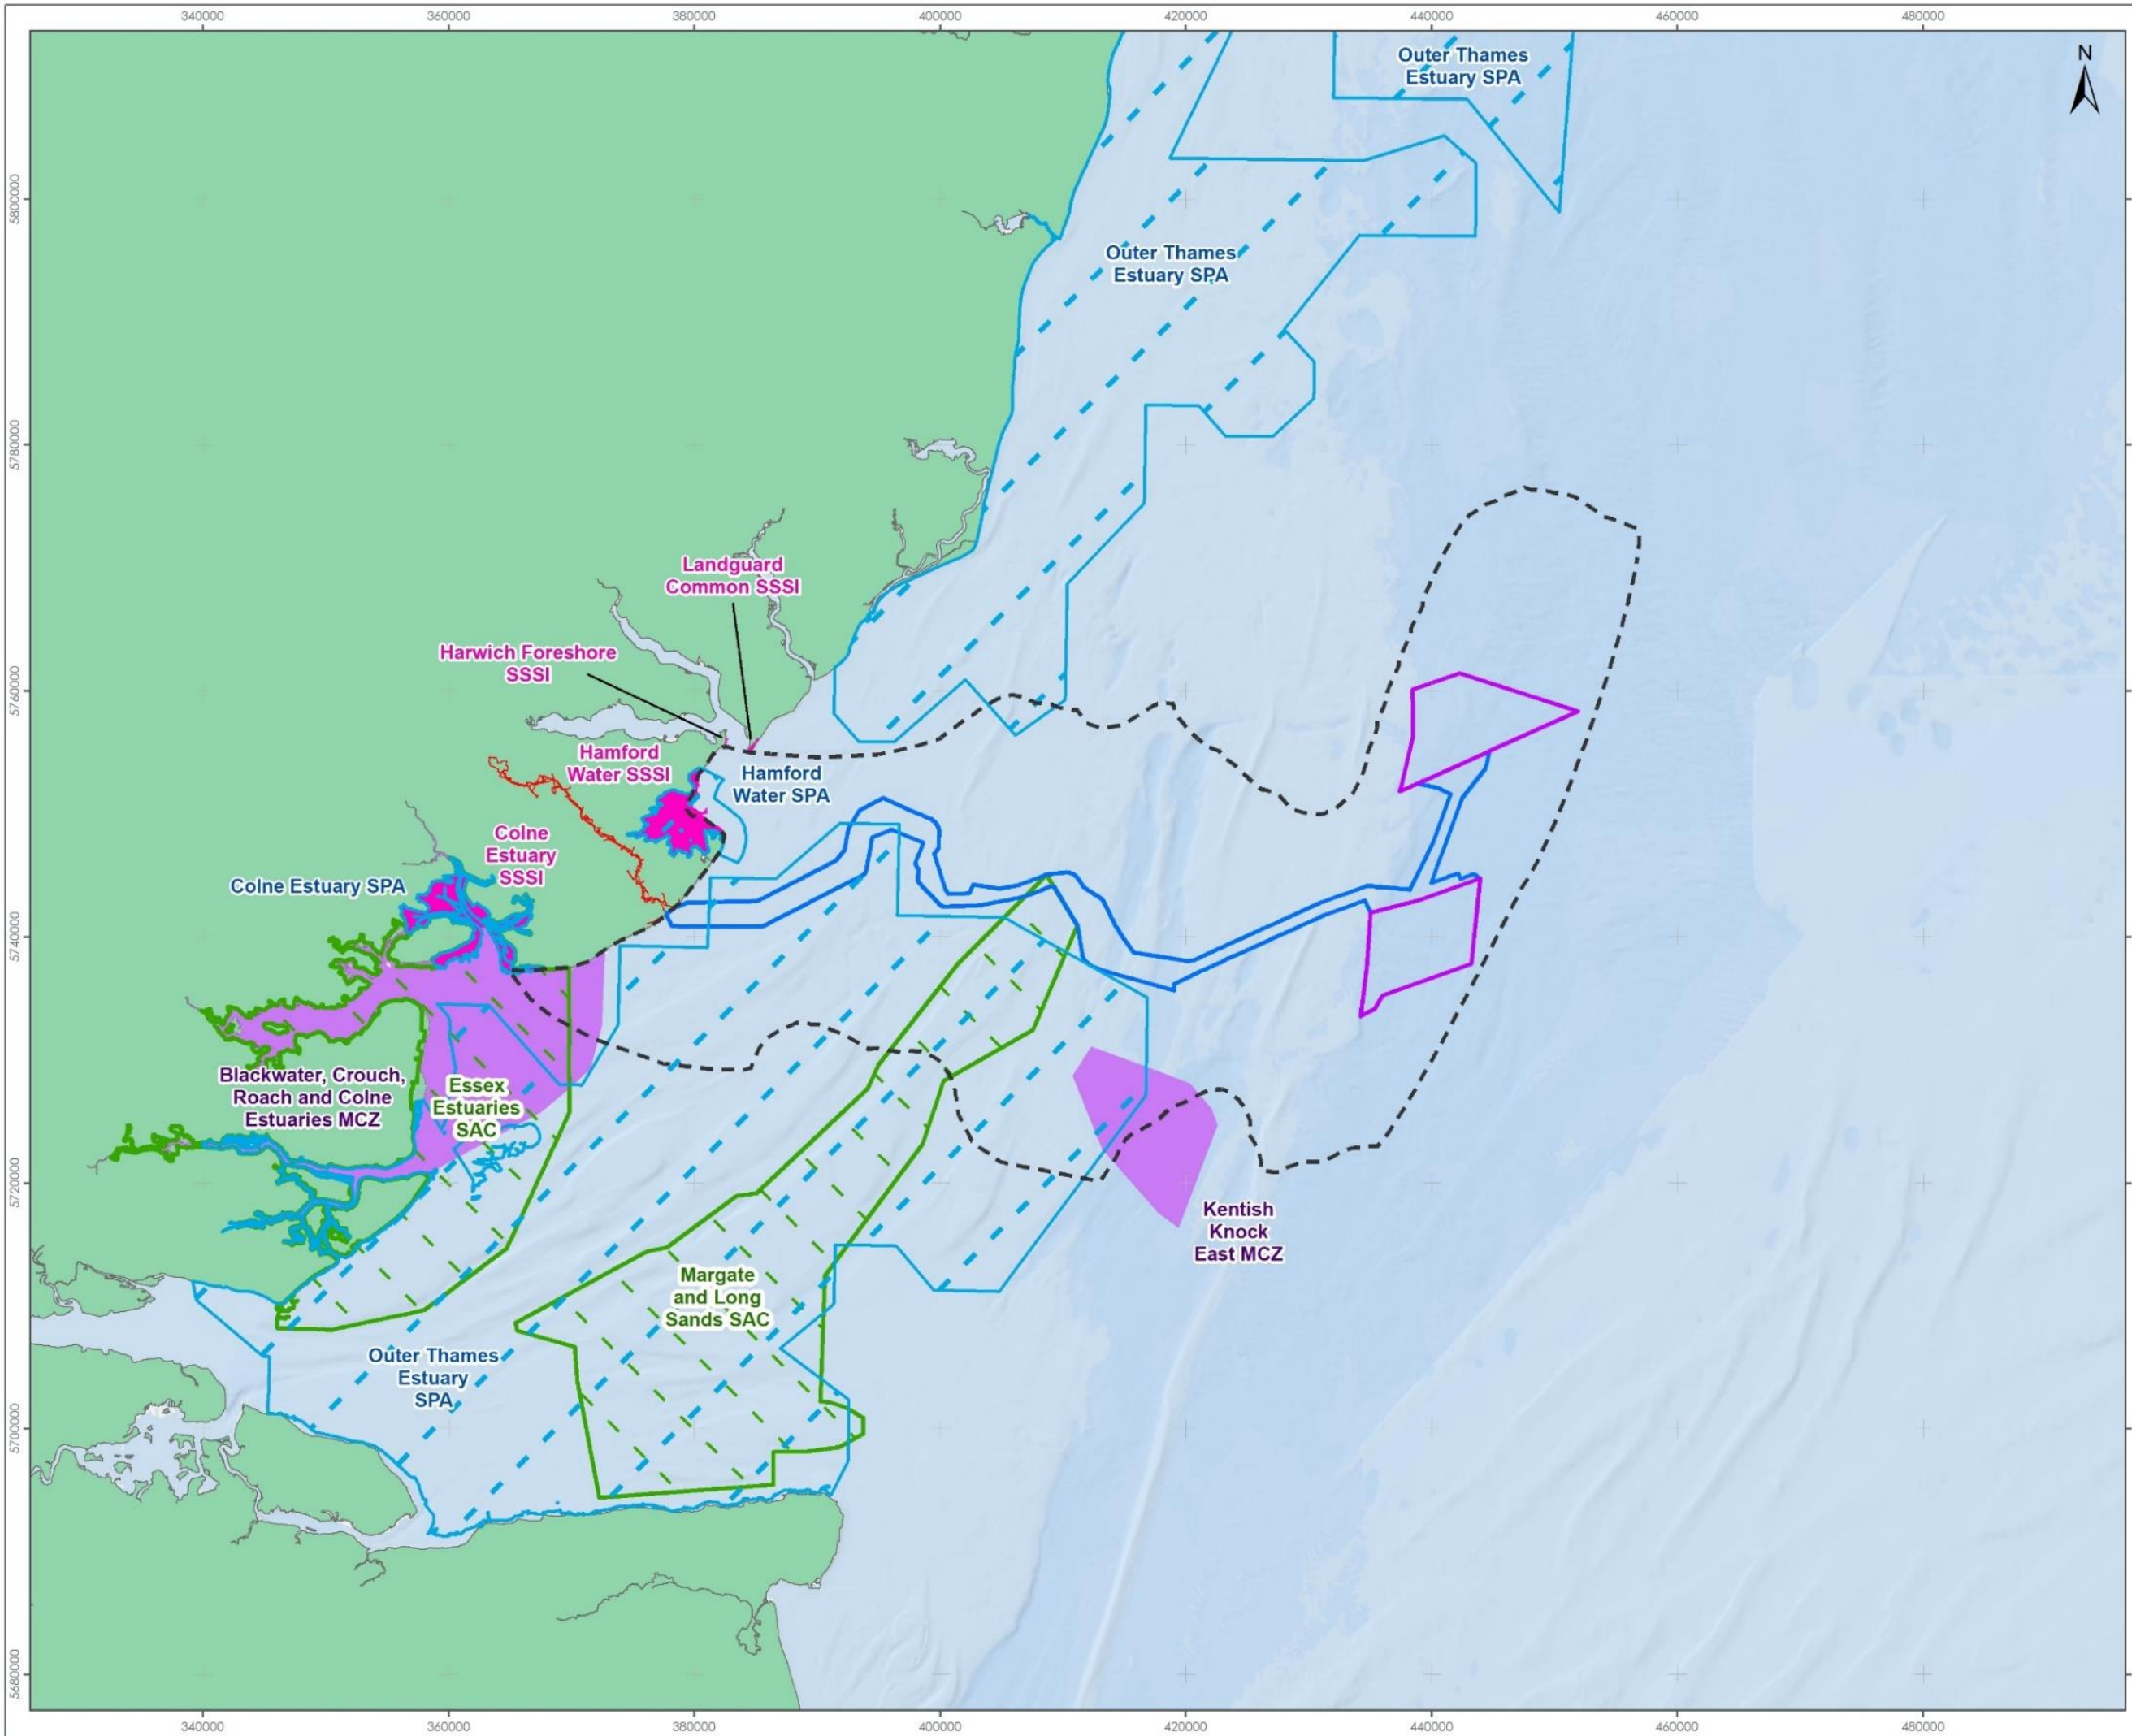 340000
360000
380000
400000
420000
440000
460000
480000
N
Outer Thames
Estuary SPA
5800000
Outer Thames
Estuary SPA
5780000
Landguard
Common SSSI
Harwich Foreshore
SSSI
5760000
Hamford
Water SSSI
Hamford
Water SPA
Colne
Estuary
SSSI
Colne Estuary SPA
5740000
Blackwater, Crouch,
Roach and Colne
Estuaries MCZ
Essex
Estuaries
SAC
5720000
Kentish
Knock
East MCZ
Margate
and Long
Sands SAC
Outer Thames
Estuary
SPA
5700000
5680000
340000
360000
380000
400000
420000
440000
460000
480000